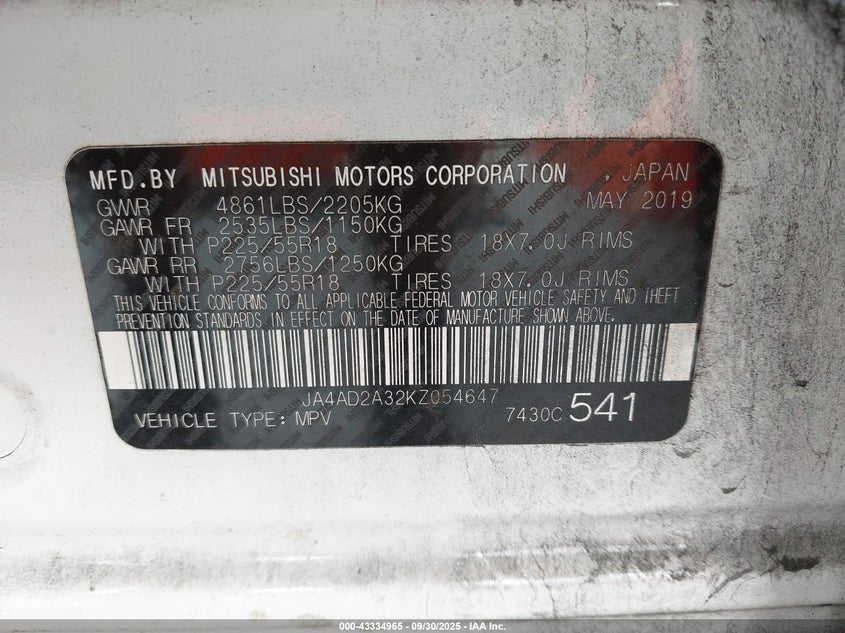 MFD.BY MITSUBISHI MOTORS CORPORATION , JAPAN
GVWR 4861LBS/2205KG MAY 2019
GAWR FR 2535LBS/1150KG
WITH P225/55R18 TIRES 18X7.0J RIMS
GAWR RR 2756LBS/1250KG
WITH P225/55R18 TIRES 18X7.0J RIMS
THIS VEHICLE CONFORMS TO ALL APPLICABLE FEDERAL MOTOR VEHICLE SAFETY AND THEFT
PREVENTION STANDARDS IN EFFECT ON THE DATE OF MANUFACTURE SHOWN ABOVE.
JA4AD2A32KZ054647
VEHICLE TYPE: MPV 7430C 541
MITSUBISHI
000-43334965 - 09/30/2025 - IAA Inc.